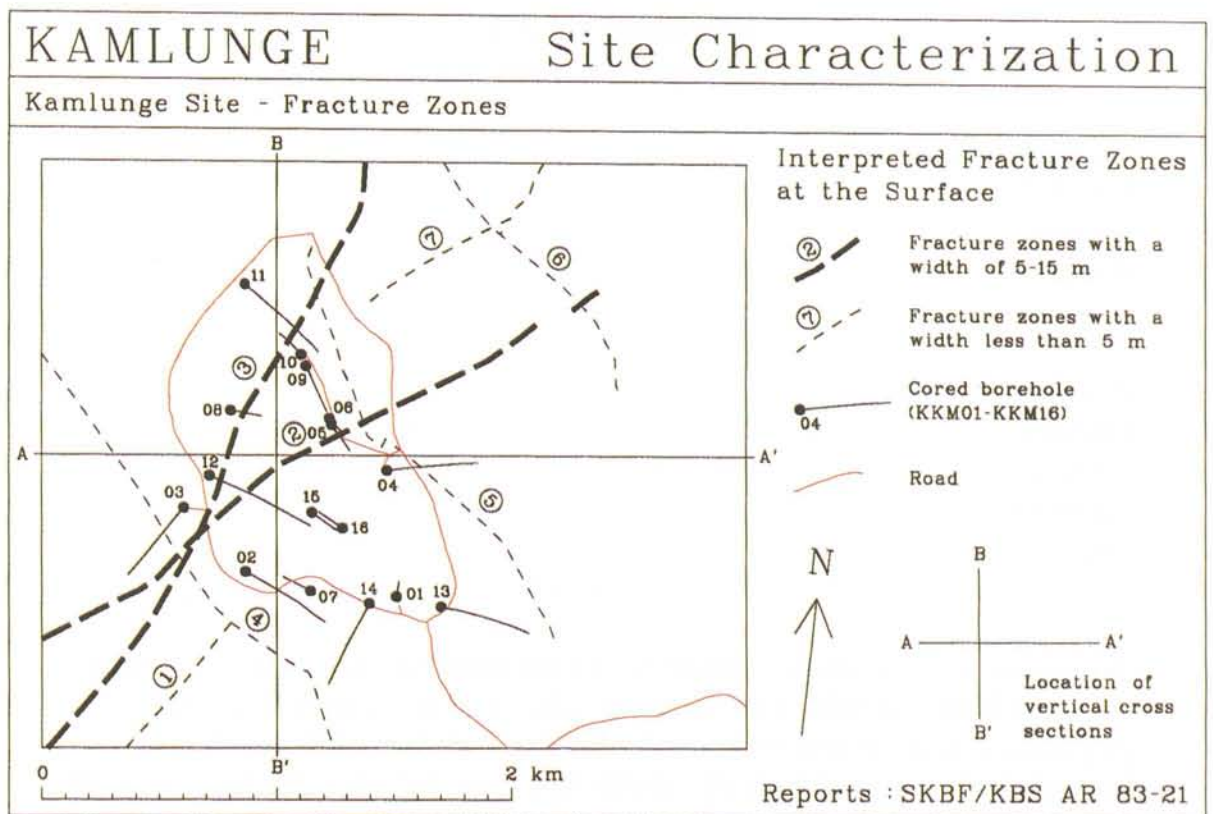 KAMLUNGE Site Characterization
Kamlunge Site - Fracture Zones
B
Interpreted Fracture Zones
at the Surface
② Fracture zones with a
width of 5-15 m
⑦ Fracture zones with a
width less than 5 m
Cored borehole
(KKM01-KKM16)
04
Road
7
6
11
10
09
3
08
06
05
2
A
A'
12
04
03
15
16
5
02
07
14
01
13
4
1
N
B
A
A'
B'
Location of
vertical cross
sections
B'
0
2 km
Reports : SKBF/KBS AR 83-21